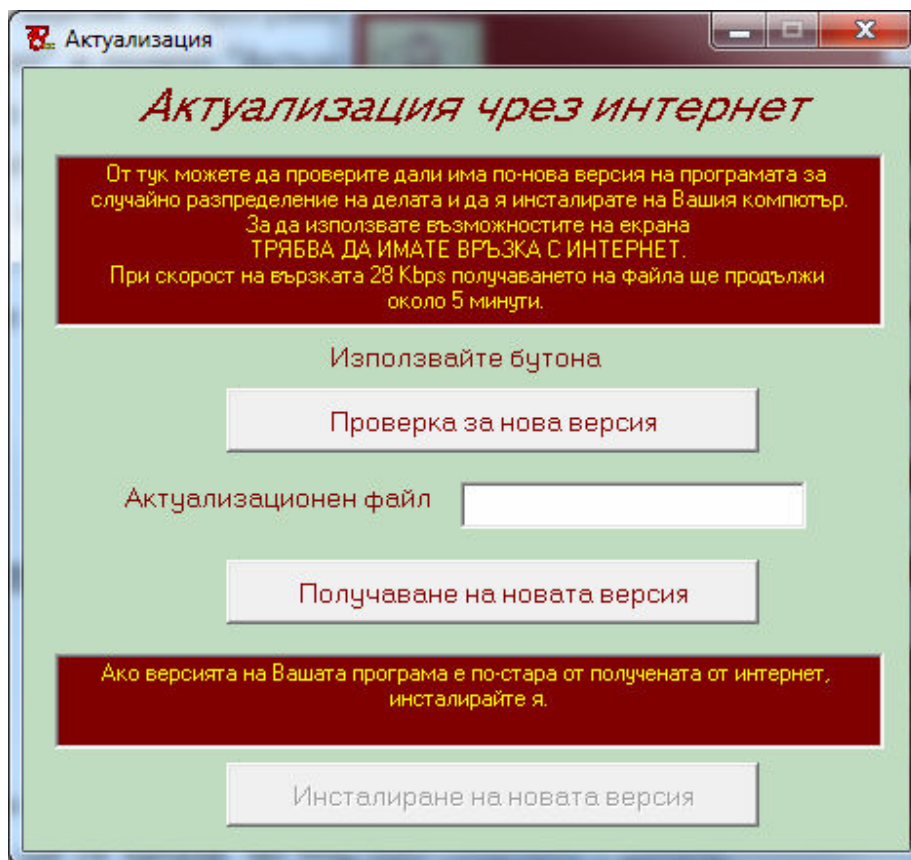 Актуализация
Актуализация чрез интернет
От тук можете да проверите дали има по-нова версия на програмата за
случайно разпределение на делата и да я инсталирате на Вашия компютър.
За да използвате възможностите на екрана
ТРЯБВА ДА ИМАТЕ ВРЪЗКА С ИНТЕРНЕТ.
При скорост на вързката 28 Kbps получаването на файла ще продължи
около 5 минути.
Използвайте бутона
Проверка за нова версия
Актуализационен файл
Получаване на новата версия
Ако версията на Вашата програма е по-стара от получената от интернет,
инсталирайте я.
Инсталиране на новата версия